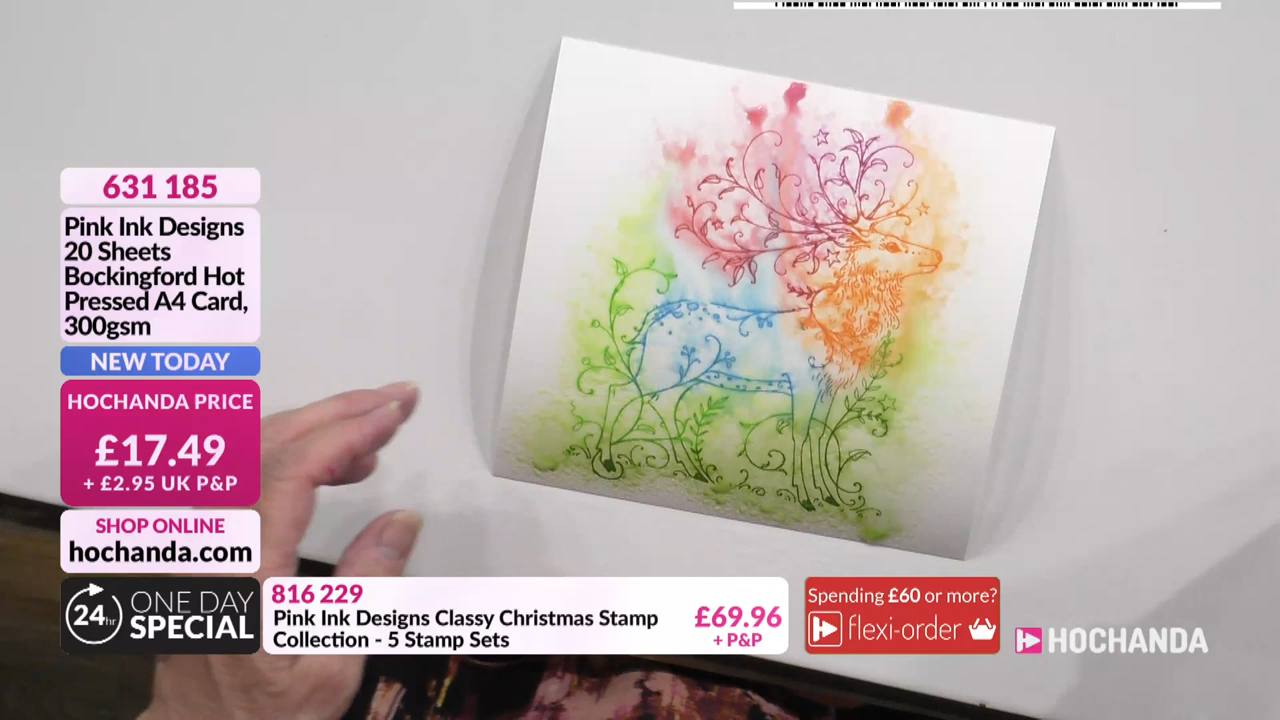 631 185
Pink Ink Designs
20 Sheets
Bockingford Hot
Pressed A4 Card,
300gsm
NEW TODAY
HOCHANDA PRICE
£17.49
+ £2.95 UK P&P
SHOP ONLINE
hochanda.com
24hr
ONE DAY
SPECIAL
816 229
Pink Ink Designs Classy Christmas Stamp
Collection - 5 Stamp Sets
£69.96
+ P&P
Spending £60 or more?
flexi-order
HOCHANDA